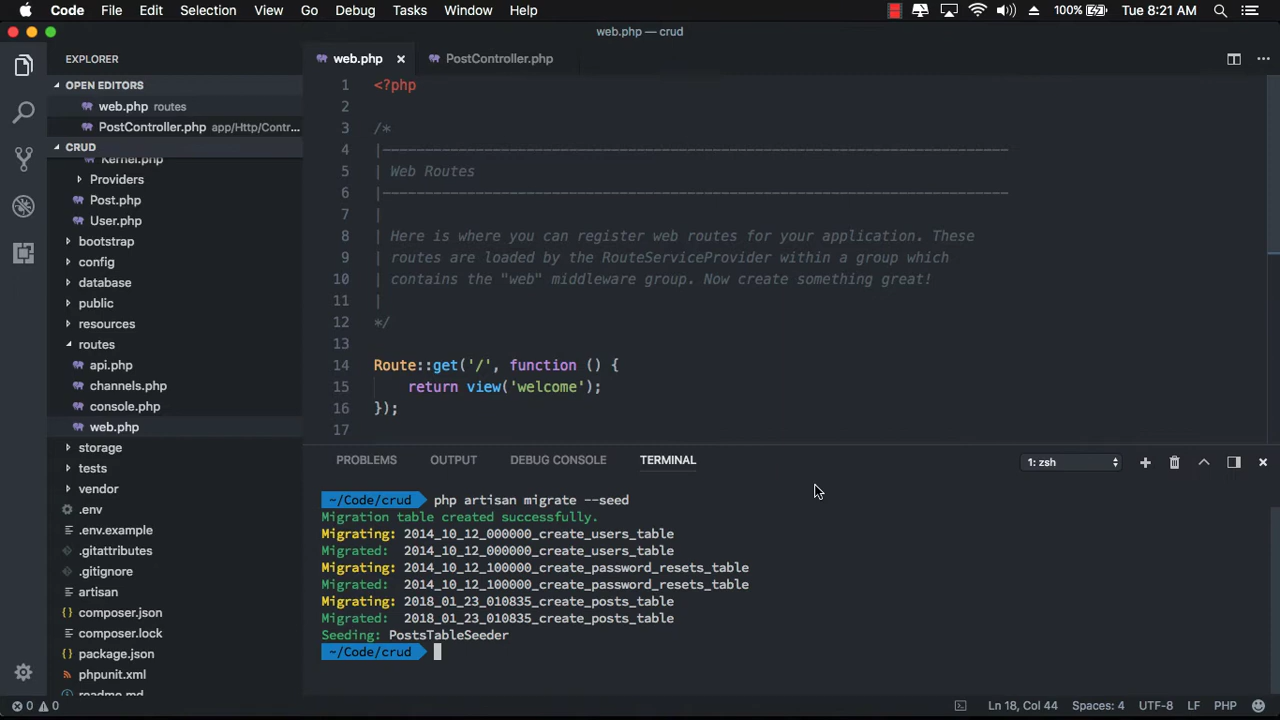 Code File Edit Selection View Go Debug Tasks Window Help 100% Tue 8:21 AM
web.php — crud
EXPLORER
OPEN EDITORS
web.php routes
PostController.php app/Http/Contr...
CRUD
Kernel.php
Providers
Post.php
User.php
bootstrap
config
database
public
resources
routes
api.php
channels.php
console.php
web.php
storage
tests
vendor
.env
.env.example
.gitattributes
.gitignore
artisan
{} composer.json
{} composer.lock
{} package.json
phpunit.xml
readme.md
web.php PostController.php
1 <?php
2
3 /*
4 |--------------------------------------------------------------------------
5 | Web Routes
6 |--------------------------------------------------------------------------
7 |
8 | Here is where you can register web routes for your application. These
9 | routes are loaded by the RouteServiceProvider within a group which
10 | contains the "web" middleware group. Now create something great!
11 |
12 */
13
14 Route::get('/', function () {
15 return view('welcome');
16 });
17
PROBLEMS OUTPUT DEBUG CONSOLE TERMINAL 1: zsh
~/Code/crud php artisan migrate --seed
Migration table created successfully.
Migrating: 2014_10_12_000000_create_users_table
Migrated: 2014_10_12_000000_create_users_table
Migrating: 2014_10_12_100000_create_password_resets_table
Migrated: 2014_10_12_100000_create_password_resets_table
Migrating: 2018_01_23_010835_create_posts_table
Migrated: 2018_01_23_010835_create_posts_table
Seeding: PostsTableSeeder
~/Code/crud
0 0 Ln 18, Col 44 Spaces: 4 UTF-8 LF PHP